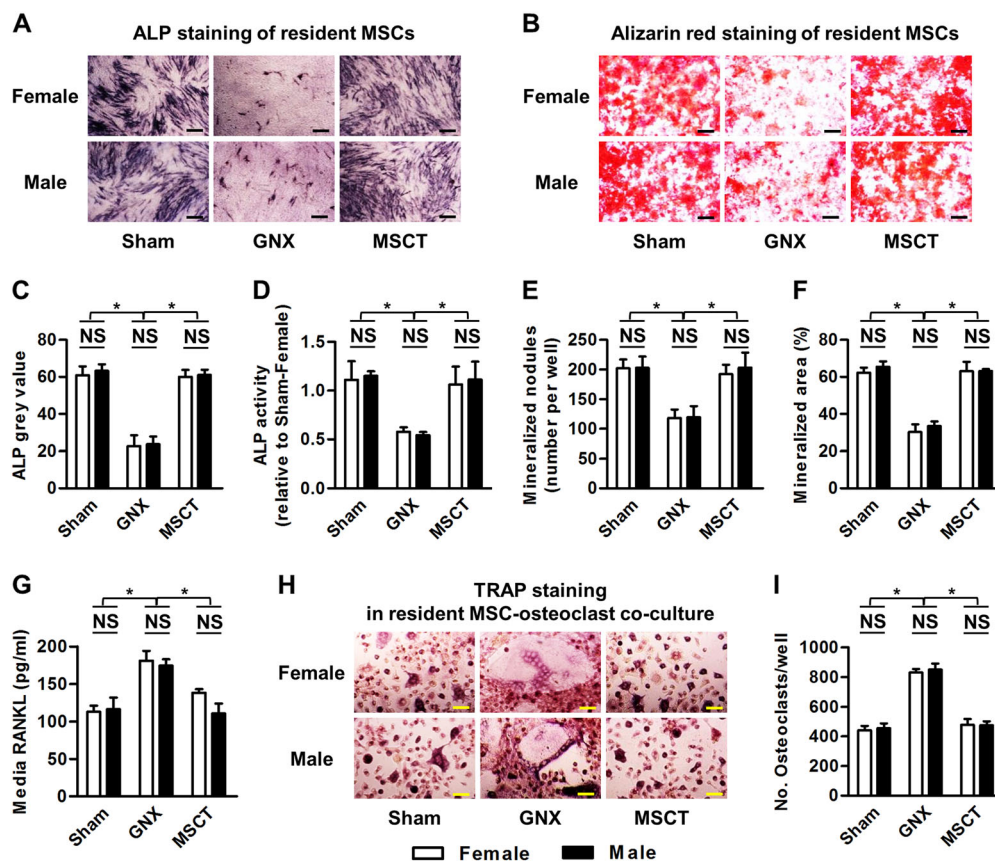 A
ALP staining of resident MSCs
Female
Male
Sham GNX MSCT
B
Alizarin red staining of resident MSCs
Female
Male
Sham GNX MSCT
C
* *
NS NS NS
ALP grey value
80
60
40
20
0
Sham GNX MSCT
D
* *
NS NS NS
ALP activity
(relative to Sham-Female)
1.5
1.0
0.5
0.0
Sham GNX MSCT
E
* *
NS NS NS
Mineralized nodules
(number per well)
250
200
150
100
50
0
Sham GNX MSCT
F
* *
NS NS NS
Mineralized area (%)
80
60
40
20
0
Sham GNX MSCT
G
* *
NS NS NS
Media RANKL (pg/ml)
200
150
100
50
0
Sham GNX MSCT
H
TRAP staining
in resident MSC-osteoclast co-culture
Female
Male
Sham GNX MSCT
I
* *
NS NS NS
No. Osteoclasts/well
1000
800
600
400
200
0
Sham GNX MSCT
Female Male